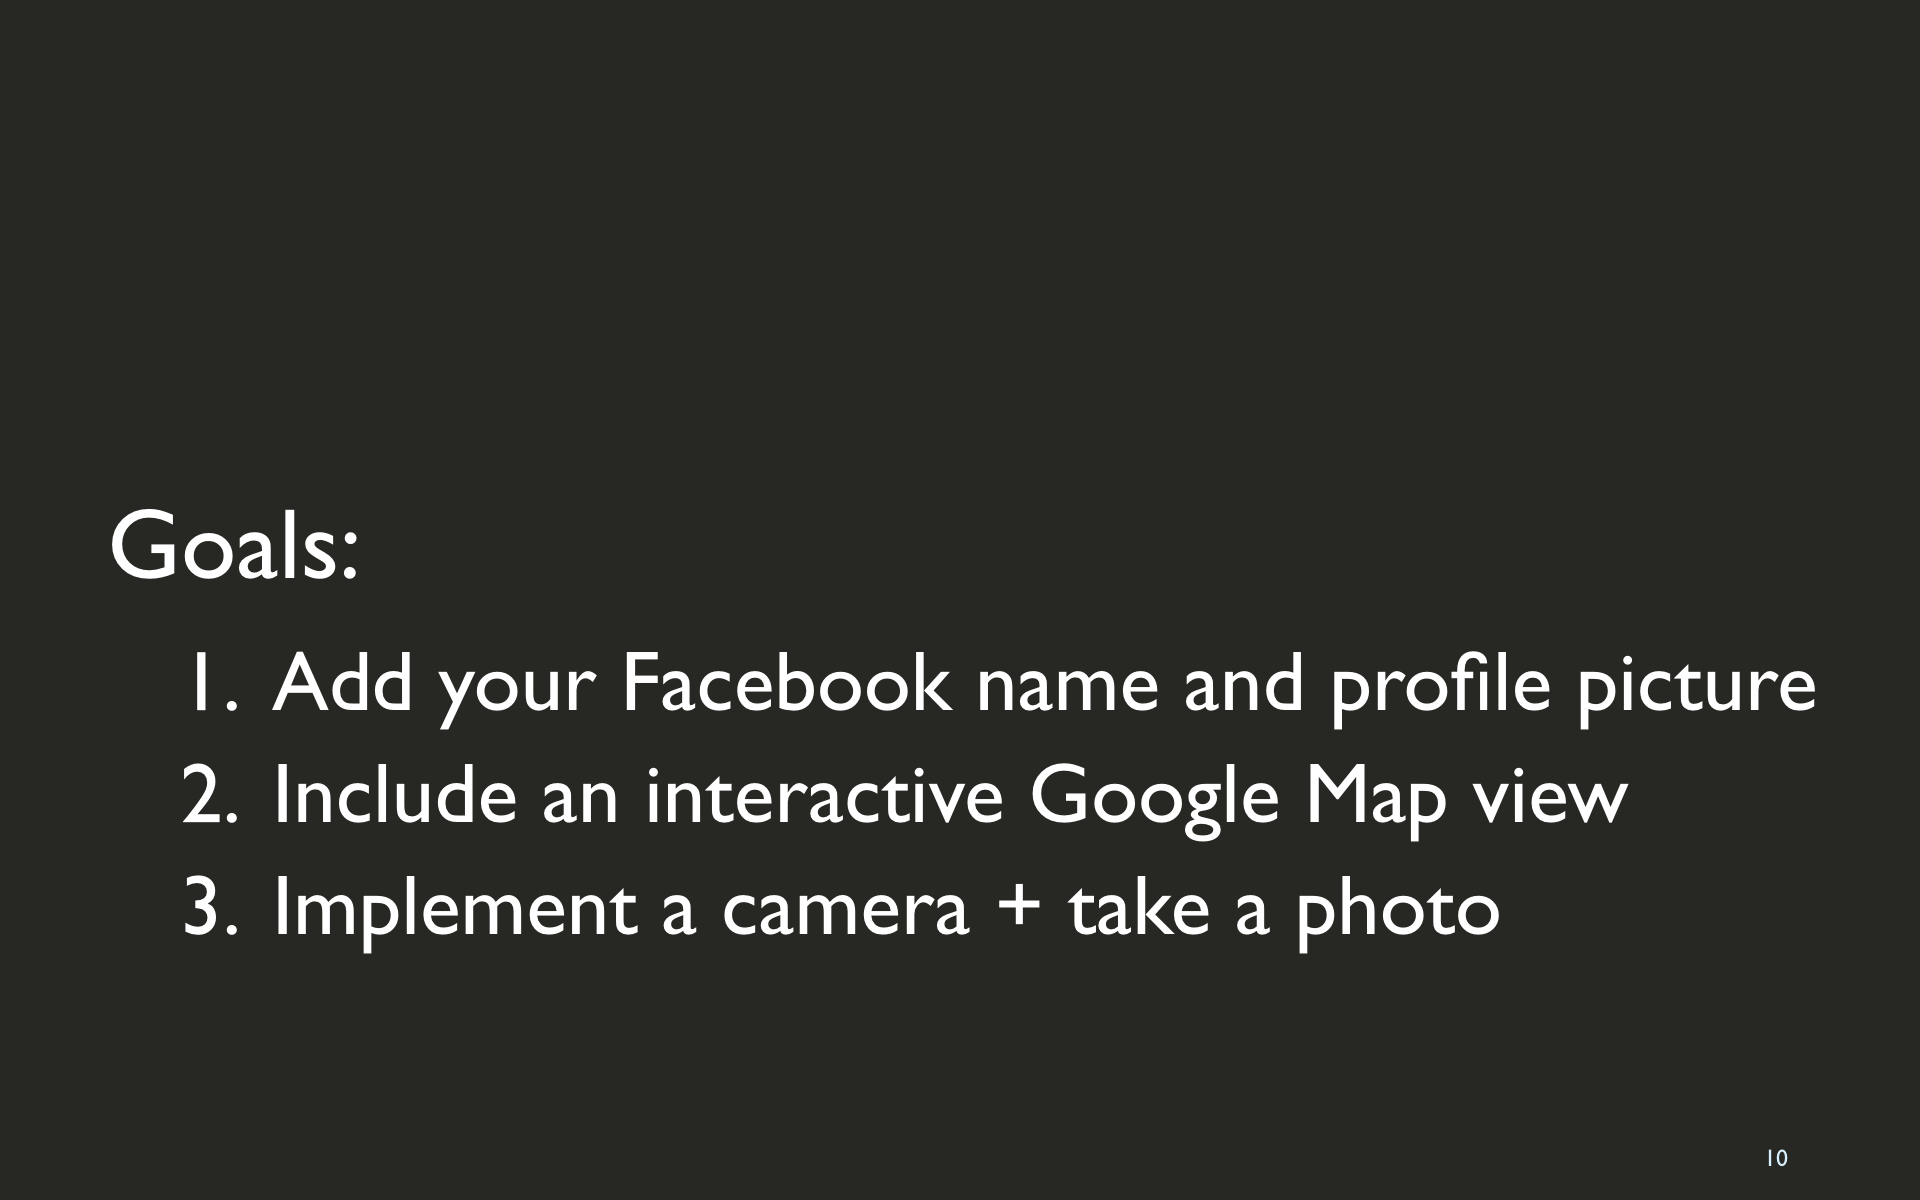 Goals:
1. Add your Facebook name and profile picture
2. Include an interactive Google Map view
3. Implement a camera + take a photo
10